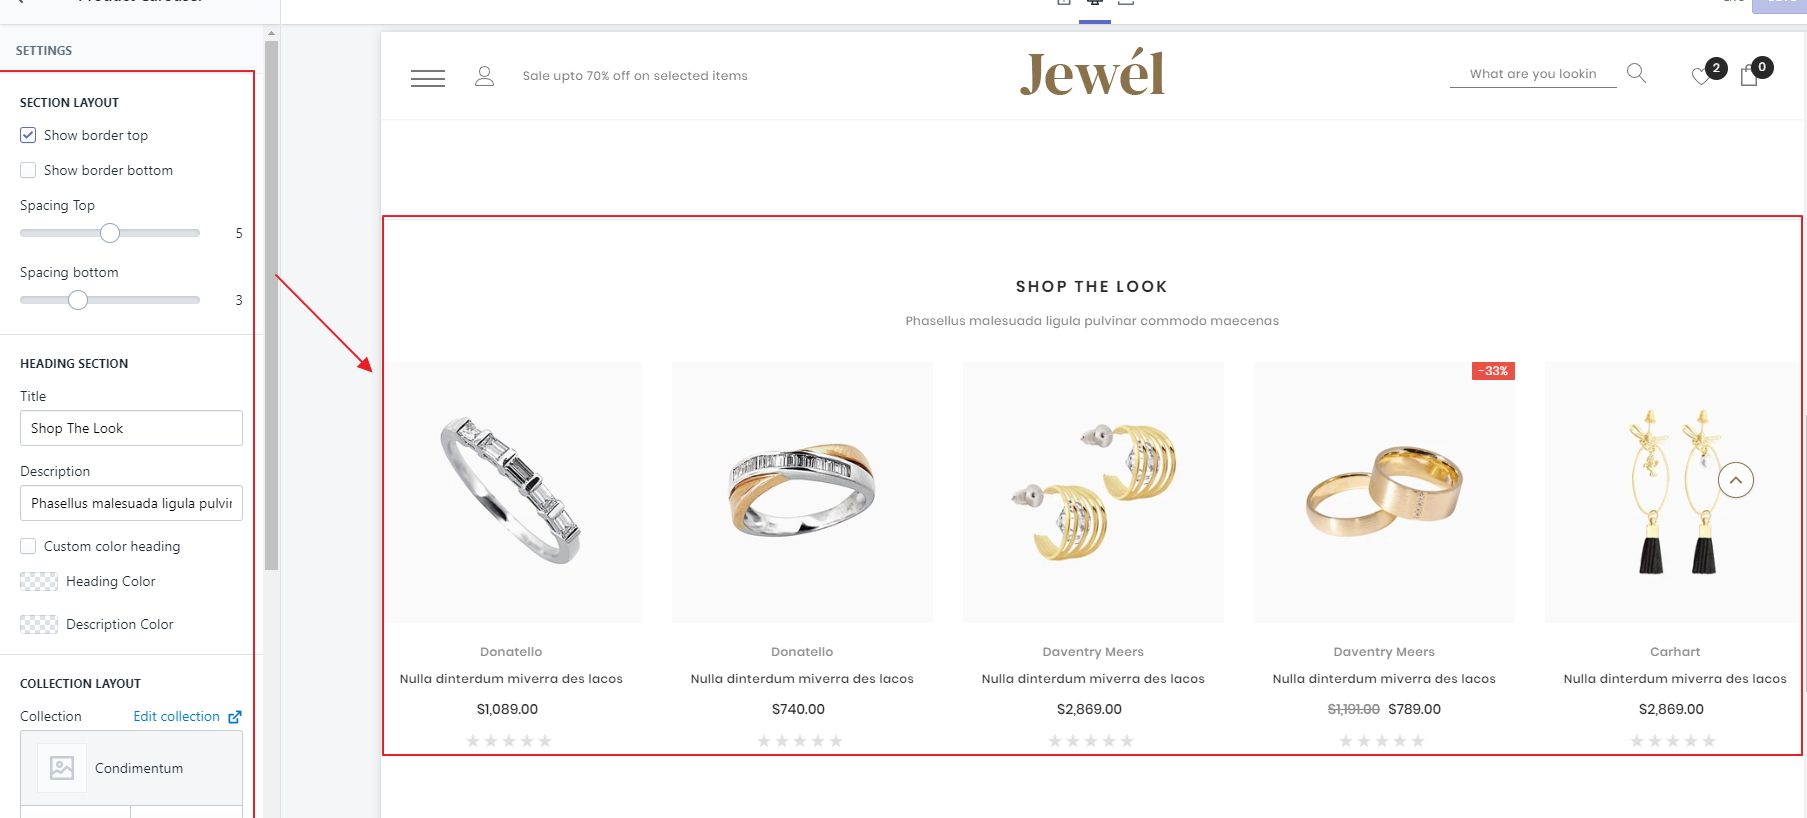 Product Carousel
SETTINGS
SECTION LAYOUT
Show border top
Show border bottom
Spacing Top
5
Spacing bottom
3
HEADING SECTION
Title
Shop The Look
Description
Phasellus malesuada ligula pulvin
Custom color heading
Heading Color
Description Color
COLLECTION LAYOUT
Collection Edit collection
Condimentum
Sale upto 70% off on selected items
Jewél
What are you lookin
2
0
SHOP THE LOOK
Phasellus malesuada ligula pulvinar commodo maecenas
-33%
Donatello
Nulla dinterdum miverra des lacos
$1,089.00
Donatello
Nulla dinterdum miverra des lacos
$740.00
Daventry Meers
Nulla dinterdum miverra des lacos
$2,869.00
Daventry Meers
Nulla dinterdum miverra des lacos
$1,191.00 $789.00
Carhart
Nulla dinterdum miverra des lacos
$2,869.00